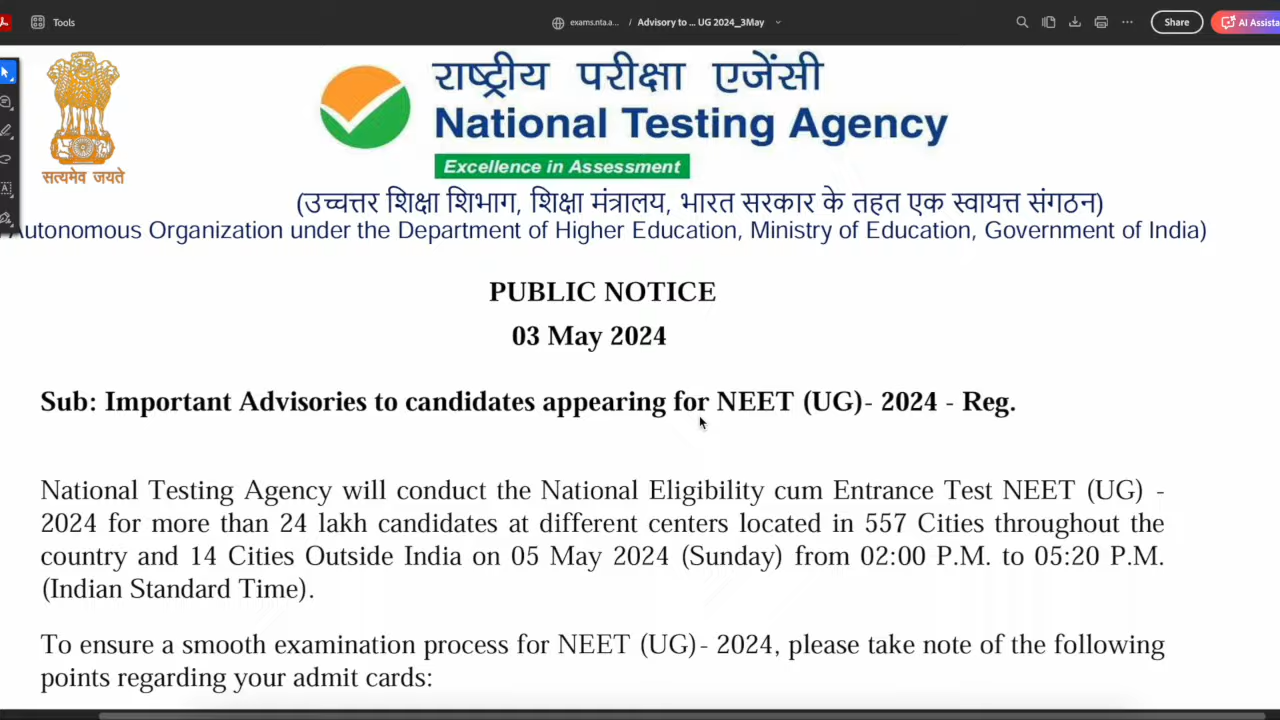 Tools
exams.nta.a... / Advisory to ... UG 2024_3May
Share
AI Assista
राष्ट्रीय परीक्षा एजेंसी
National Testing Agency
Excellence in Assessment
सत्यमेव जयते
(उच्चत्तर शिक्षा शिभाग, शिक्षा मंत्रालय, भारत सरकार के तहत एक स्वायत्त संगठन)
Autonomous Organization under the Department of Higher Education, Ministry of Education, Government of India)
PUBLIC NOTICE
03 May 2024
Sub: Important Advisories to candidates appearing for NEET (UG)- 2024 - Reg.
National Testing Agency will conduct the National Eligibility cum Entrance Test NEET (UG) -
2024 for more than 24 lakh candidates at different centers located in 557 Cities throughout the
country and 14 Cities Outside India on 05 May 2024 (Sunday) from 02:00 P.M. to 05:20 P.M.
(Indian Standard Time).
To ensure a smooth examination process for NEET (UG)- 2024, please take note of the following
points regarding your admit cards: